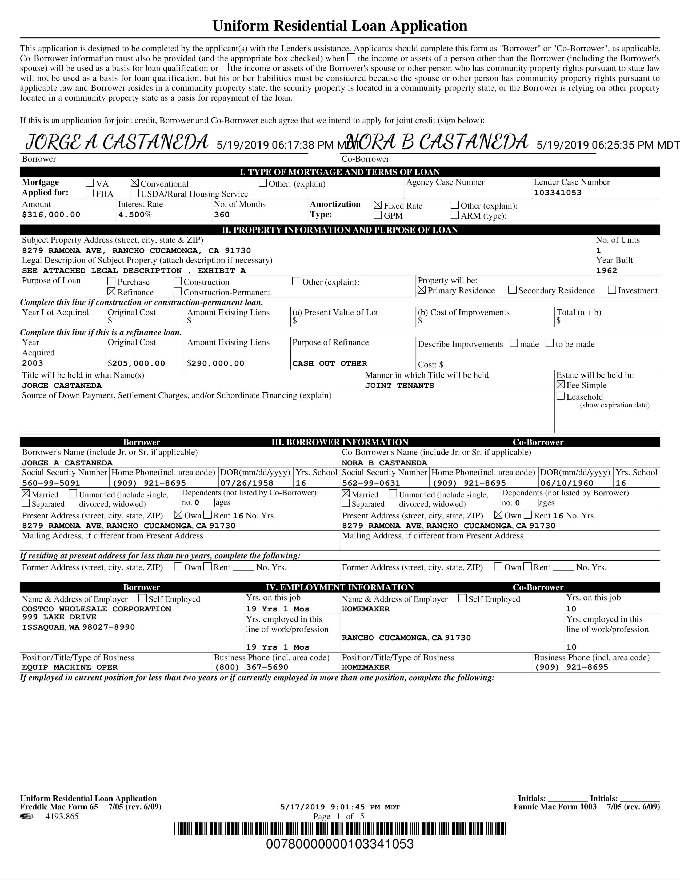 Uniform Residential Loan Application
This application is designed to be completed by the applicant(s) with the Lender's assistance. Applicants should complete this form as "Borrower" or "Co-Borrower", as applicable.
Co-Borrower information must also be provided (and the appropriate box checked) when ☐ the income or assets of a person other than the Borrower (including the Borrower's
spouse) will be used as a basis for loan qualification or ☐ the income or assets of the Borrower's spouse or other person who has community property rights pursuant to state law
will not be used as a basis for loan qualification, but his or her liabilities must be considered because the spouse or other person has community property rights pursuant to
applicable law and Borrower resides in a community property state, the security property is located in a community property state, or the Borrower is relying on other property
located in a community property state as a basis for repayment of the loan.
If this is an application for joint credit, Borrower and Co-Borrower each agree that we intend to apply for joint credit (sign below):
JORGE A CASTANEDA 5/19/2019 06:17:38 PM MDT NORA B CASTANEDA 5/19/2019 06:25:35 PM MDT
Borrower Co-Borrower
I. TYPE OF MORTGAGE AND TERMS OF LOAN
Mortgage ☐ VA ☒ Conventional ☐ Other (explain) Agency Case Number Lender Case Number
Applied for: ☐ FHA ☐ USDA/Rural Housing Service 103341053
Amount Interest Rate No. of Months Amortization ☒ Fixed Rate ☐ Other (explain):
$316,000.00 4.500% 360 Type: ☐ GPM ☐ ARM (type):
II. PROPERTY INFORMATION AND PURPOSE OF LOAN
Subject Property Address (street, city, state & ZIP) No. of Units
8279 RAMONA AVE, RANCHO CUCAMONGA, CA 91730 1
Legal Description of Subject Property (attach description if necessary) Year Built
SEE ATTACHED LEGAL DESCRIPTION , EXHIBIT A 1962
Purpose of Loan ☐ Purchase ☐ Construction ☐ Other (explain): Property will be:
☒ Refinance ☐ Construction-Permanent ☒ Primary Residence ☐ Secondary Residence ☐ Investment
Complete this line if construction or construction-permanent loan.
Year Lot Acquired Original Cost Amount Existing Liens (a) Present Value of Lot (b) Cost of Improvements Total (a + b)
$ $ $ $ $
Complete this line if this is a refinance loan.
Year Original Cost Amount Existing Liens Purpose of Refinance Describe Improvements ☐ made ☐ to be made
Acquired
2003 $205,000.00 $290,000.00 CASH OUT OTHER Cost: $
Title will be held in what Name(s) Manner in which Title will be held Estate will be held in:
JORGE CASTANEDA JOINT TENANTS ☒ Fee Simple
Source of Down Payment, Settlement Charges, and/or Subordinate Financing (explain) ☐ Leasehold
(show expiration date)
Borrower III. BORROWER INFORMATION Co-Borrower
Borrower's Name (include Jr. or Sr. if applicable) Co-Borrower's Name (include Jr. or Sr. if applicable)
JORGE A CASTANEDA NORA B CASTANEDA
Social Security Number Home Phone(incl. area code) DOB(mm/dd/yyyy) Yrs. School Social Security Number Home Phone(incl. area code) DOB(mm/dd/yyyy) Yrs. School
560-99-5091 (909) 921-8695 07/26/1958 16 562-99-0631 (909) 921-8695 06/10/1960 16
☒ Married ☐ Unmarried (include single, Dependents (not listed by Co-Borrower) ☒ Married ☐ Unmarried (include single, Dependents (not listed by Borrower)
☐ Separated divorced, widowed) no. 0 ages ☐ Separated divorced, widowed) no. 0 ages
Present Address (street, city, state, ZIP) ☒ Own ☐ Rent 16 No. Yrs. Present Address (street, city, state, ZIP) ☒ Own ☐ Rent 16 No. Yrs.
8279 RAMONA AVE, RANCHO CUCAMONGA, CA 91730 8279 RAMONA AVE, RANCHO CUCAMONGA, CA 91730
Mailing Address, if different from Present Address Mailing Address, if different from Present Address
If residing at present address for less than two years, complete the following:
Former Address (street, city, state, ZIP) ☐ Own ☐ Rent ____ No. Yrs. Former Address (street, city, state, ZIP) ☐ Own ☐ Rent ____ No. Yrs.
Borrower IV. EMPLOYMENT INFORMATION Co-Borrower
Name & Address of Employer ☐ Self Employed Yrs. on this job Name & Address of Employer ☐ Self Employed Yrs. on this job
COSTCO WHOLESALE CORPORATION 19 Yrs 1 Mos HOMEMAKER 10
999 LAKE DRIVE Yrs. employed in this Yrs. employed in this
ISSAQUAH, WA 98027-8990 line of work/profession line of work/profession
RANCHO CUCAMONGA, CA 91730
19 Yrs 1 Mos 10
Position/Title/Type of Business Business Phone (incl. area code) Position/Title/Type of Business Business Phone (incl. area code)
EQUIP MACHINE OPER (800) 367-5690 HOMEMAKER (909) 921-8695
If employed in current position for less than two years or if currently employed in more than one position, complete the following:
Uniform Residential Loan Application Initials: ________ Initials: ________
Freddie Mac Form 65 7/05 (rev. 6/09) 5/17/2019 9:01:45 PM MDT Fannie Mae Form 1003 7/05 (rev. 6/09)
4193.865 Page 1 of 5
00780000000103341053